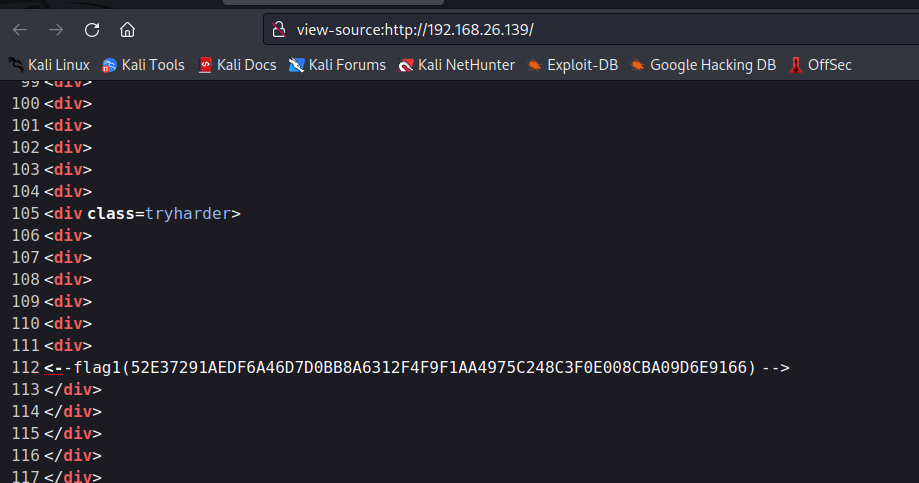 view-source:http://192.168.26.139/
Kali Linux Kali Tools Kali Docs Kali Forums Kali NetHunter Exploit-DB Google Hacking DB OffSec
99 <div>
100 <div>
101 <div>
102 <div>
103 <div>
104 <div>
105 <div class=tryharder>
106 <div>
107 <div>
108 <div>
109 <div>
110 <div>
111 <div>
112 <--flag1(52E37291AEDF6A46D7D0BB8A6312F4F9F1AA4975C248C3F0E008CBA09D6E9166) -->
113 </div>
114 </div>
115 </div>
116 </div>
117 </div>